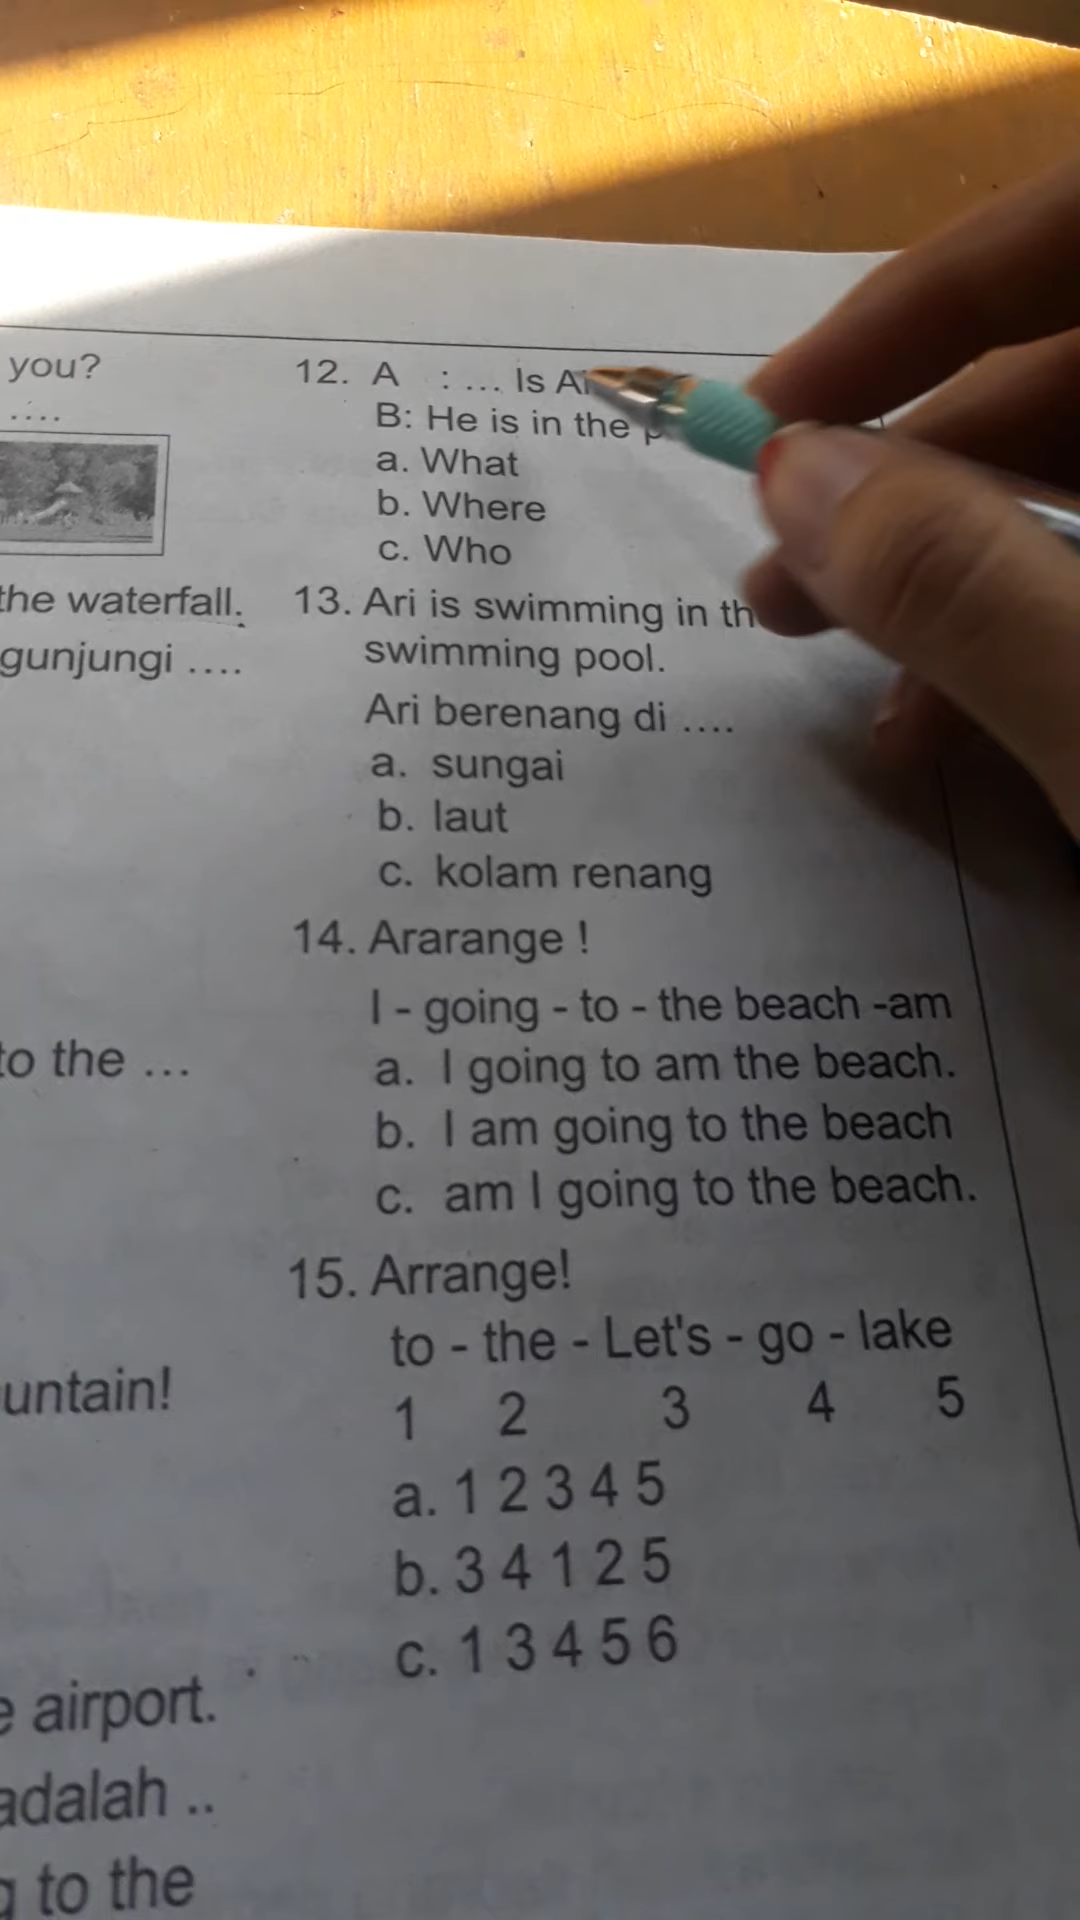 you?
....
the waterfall.
gunjungi ....
to the ...
untain!
airport.
adalah ..
to the
12. A : ... Is
B: He is in the
a. What
b. Where
c. Who
13. Ari is swimming in
swimming pool.
Ari berenang di ....
a. sungai
b. laut
c. kolam renang
14. Ararange !
I - going - to - the beach -am
a. I going to am the beach.
b. I am going to the beach
c. am I going to the beach.
15. Arrange!
to - the - Let's - go - lake
1 2 3 4 5
a. 1 2 3 4 5
b. 3 4 1 2 5
c. 1 3 4 5 6